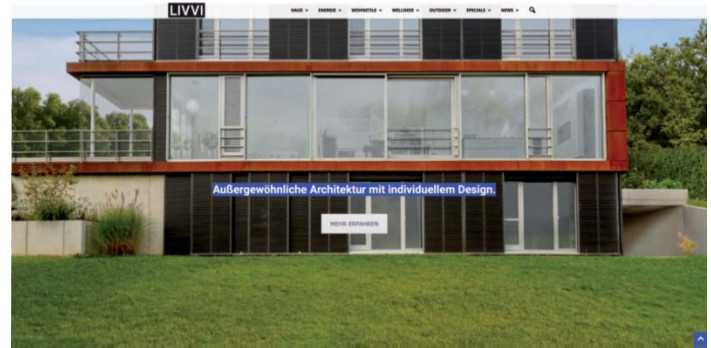 LIVVI
HAUS ENERGIE WOHNSTILE WELLNESS OUTDOOR SPECIALS NEWS
Außergewöhnliche Architektur mit individuellem Design.
MEHR ERFAHREN